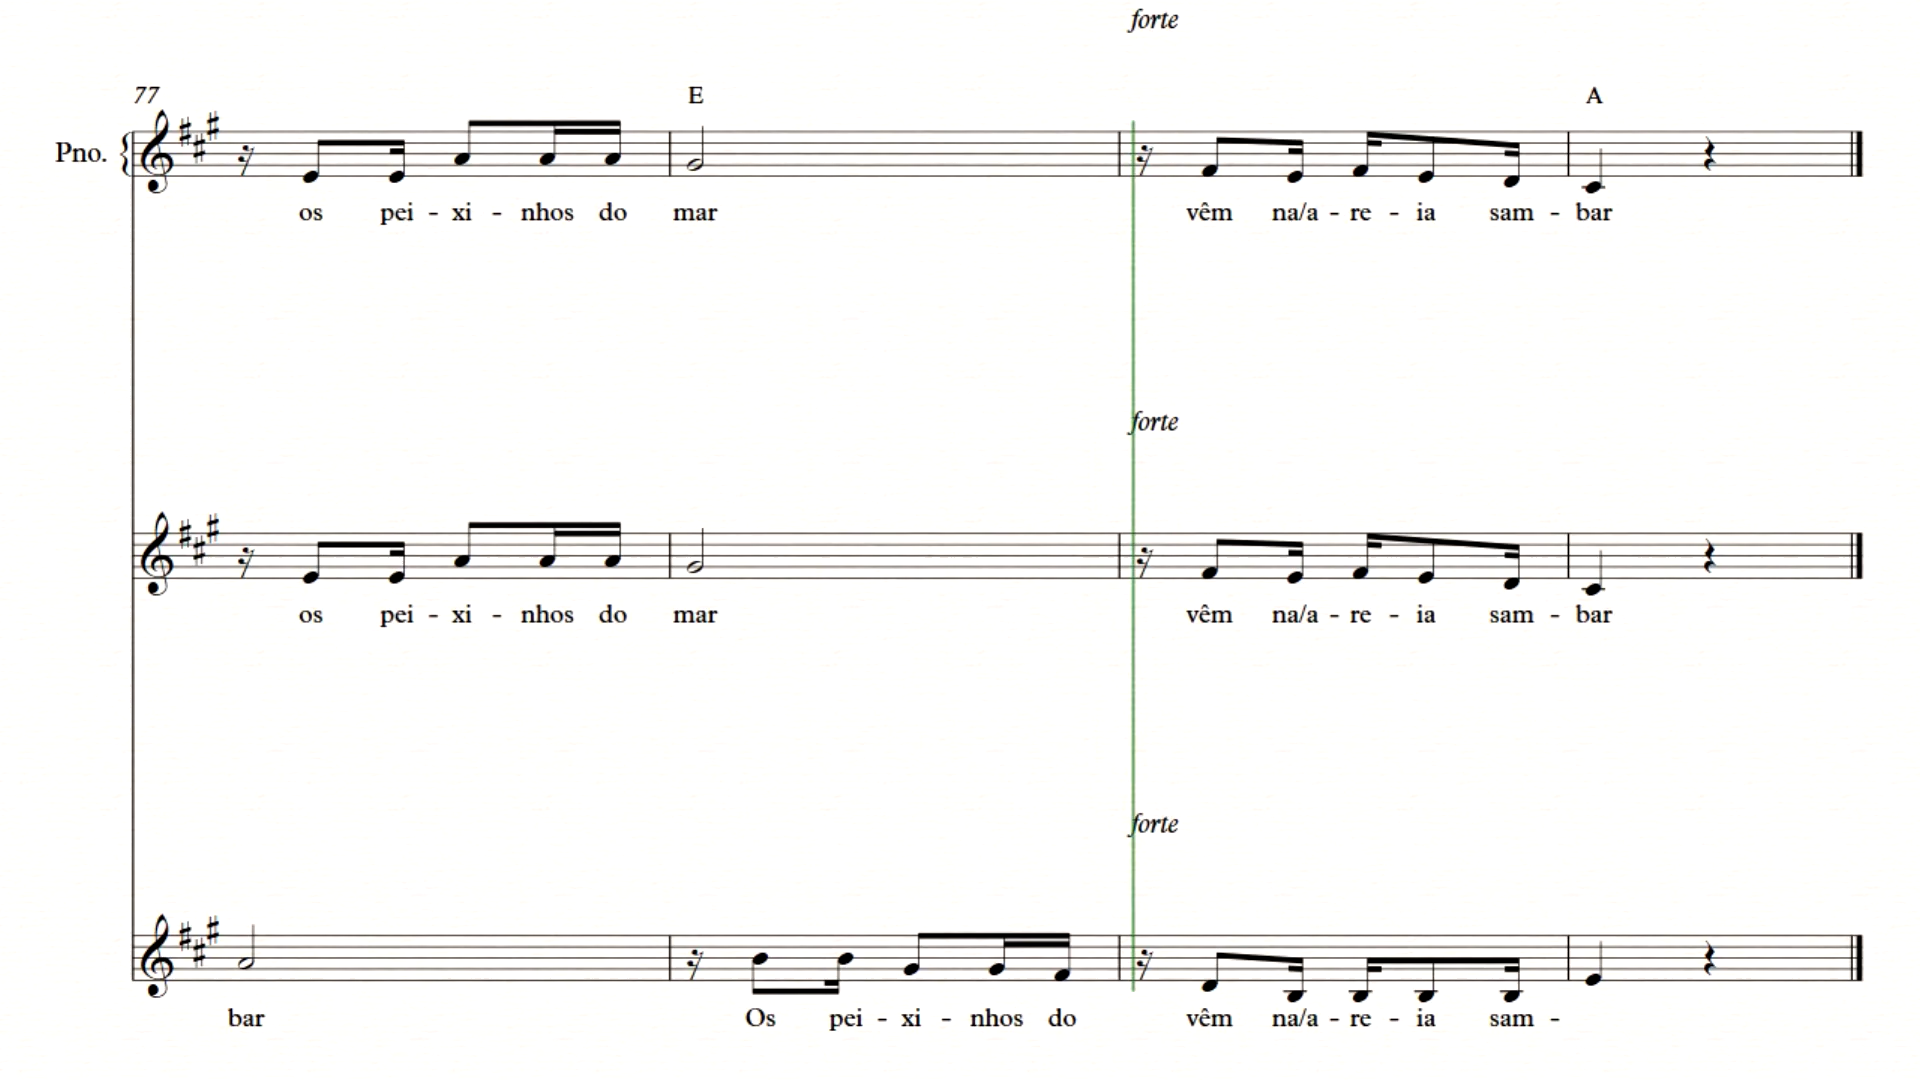 forte
77 E A
Pno.
os pei - xi - nhos do mar vêm na/a - re - ia sam - bar
forte
os pei - xi - nhos do mar vêm na/a - re - ia sam - bar
forte
bar Os pei - xi - nhos do vêm na/a - re - ia sam -